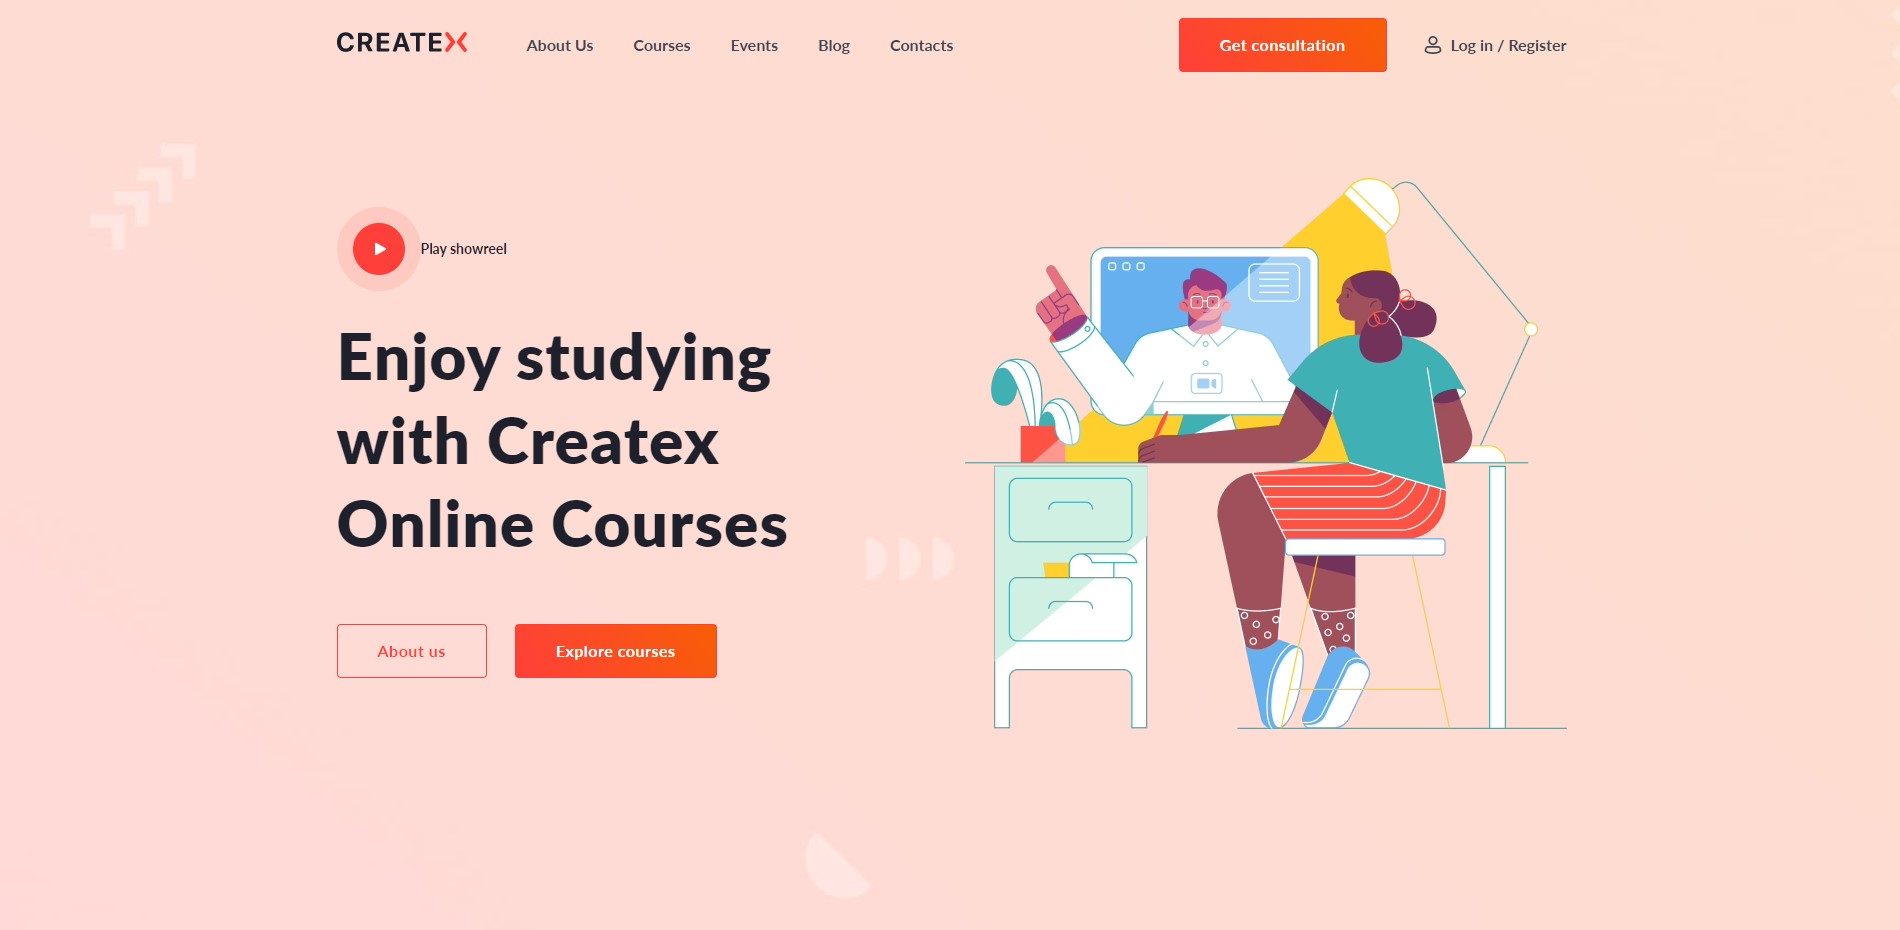 CREATEX
About Us
Courses
Events
Blog
Contacts
Get consultation
Log in / Register
Play showreel
Enjoy studying
with Createx
Online Courses
About us
Explore courses